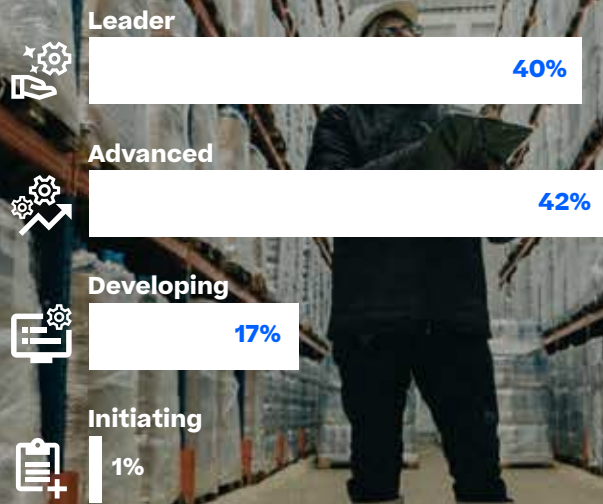 Leader
40%
Advanced
42%
Developing
17%
Initiating
1%